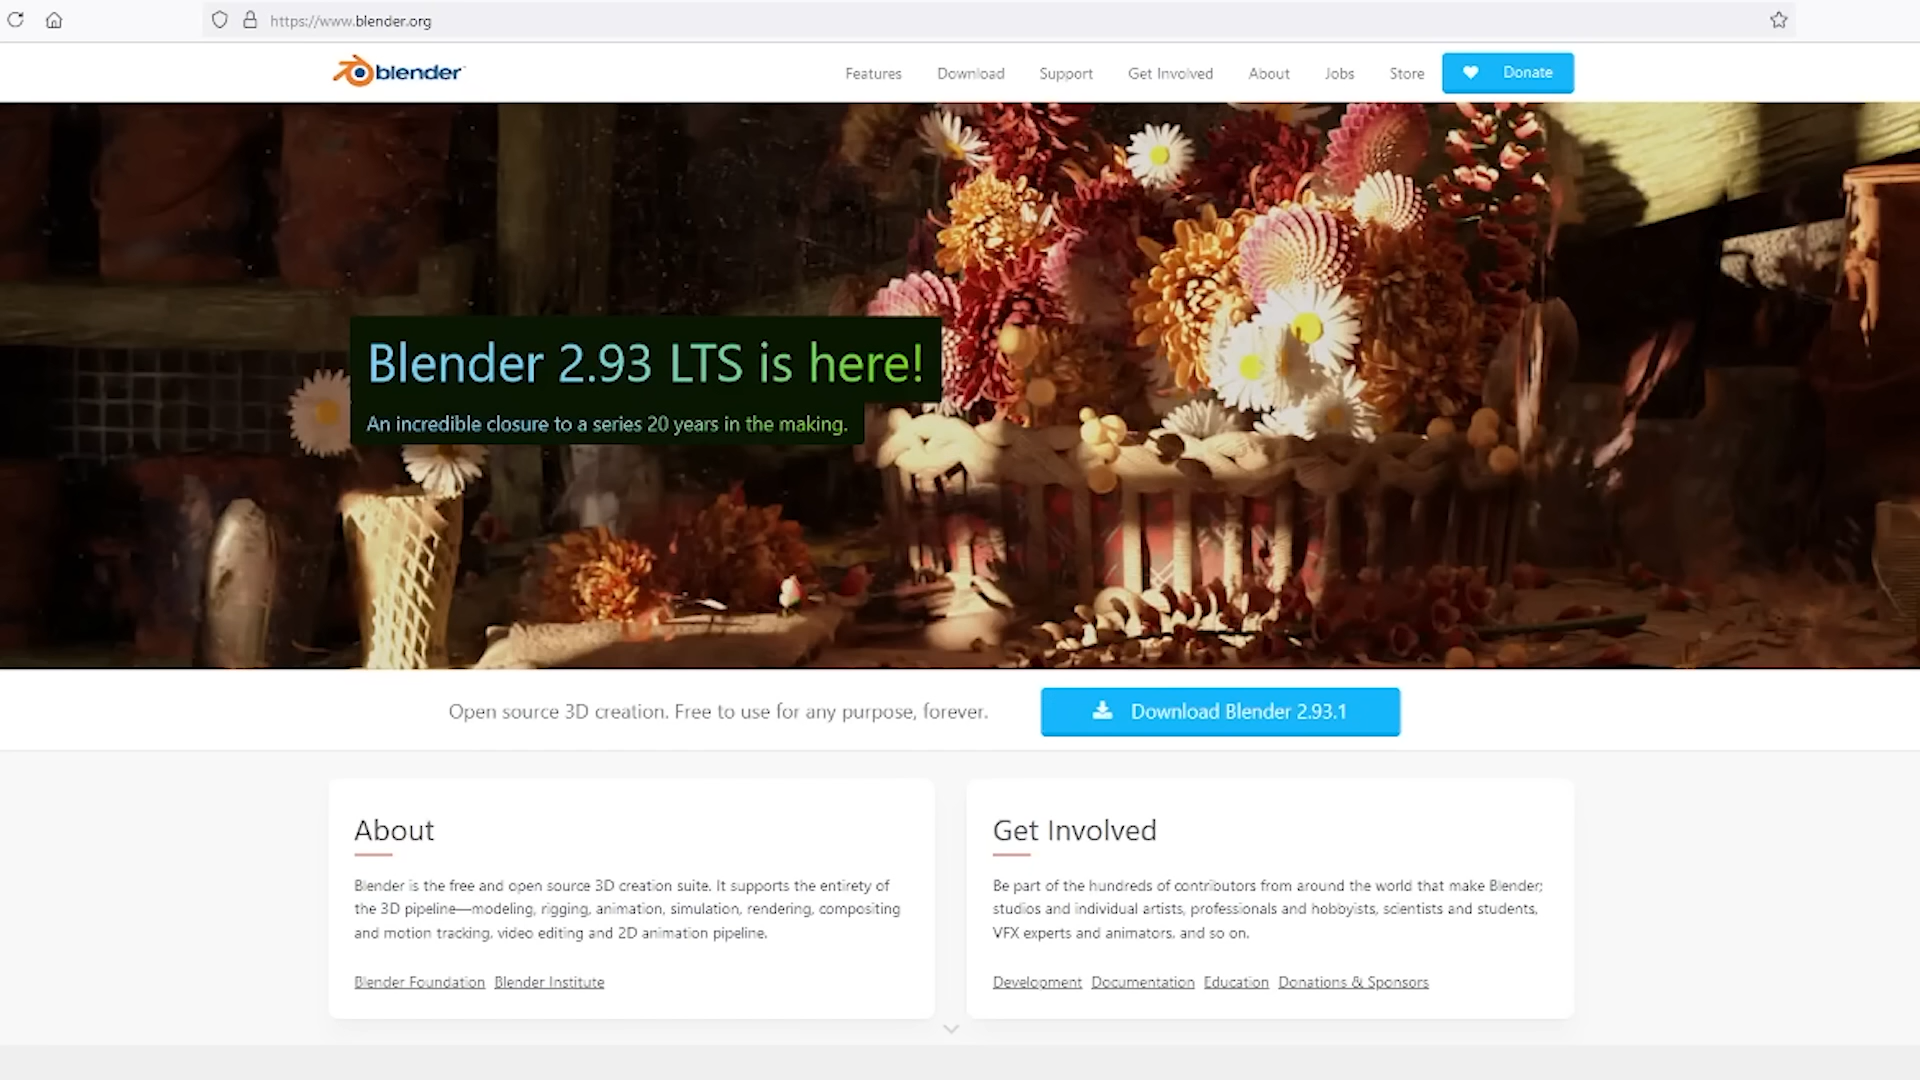 https://www.blender.org
blender
Features Download Support Get Involved About Jobs Store Donate
Blender 2.93 LTS is here!
An incredible closure to a series 20 years in the making.
Open source 3D creation. Free to use for any purpose, forever.
Download Blender 2.93.1
About
Blender is the free and open source 3D creation suite. It supports the entirety of
the 3D pipeline—modeling, rigging, animation, simulation, rendering, compositing
and motion tracking, video editing and 2D animation pipeline.
Blender Foundation Blender Institute
Get Involved
Be part of the hundreds of contributors from around the world that make Blender;
studios and individual artists, professionals and hobbyists, scientists and students,
VFX experts and animators, and so on.
Development Documentation Education Donations & Sponsors